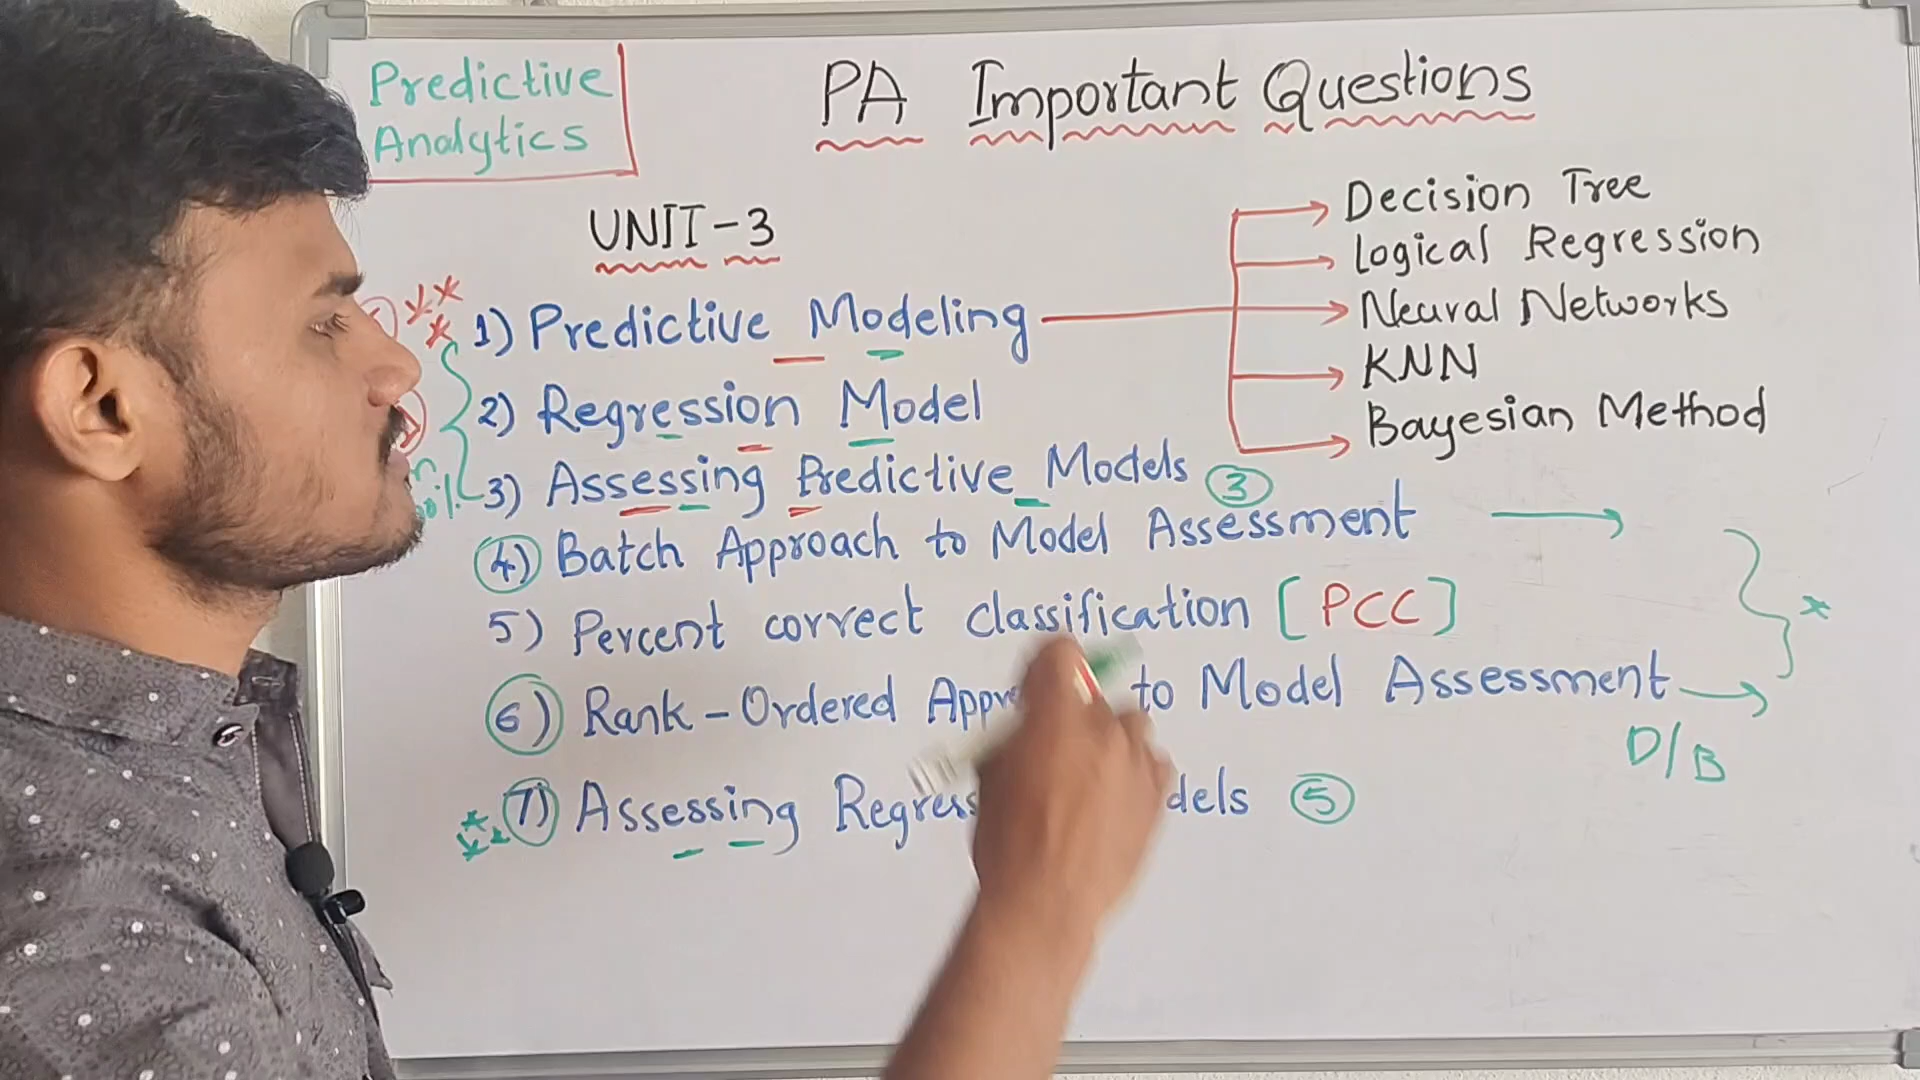 Predictive
Analytics
PA Important Questions
UNIT-3
1) Predictive Modeling
Decision Tree
Logical Regression
Neural Networks
KNN
Bayesian Method
2) Regression Model
3) Assessing Predictive Models 3
4) Batch Approach to Model Assessment
5) Percent correct classification [PCC]
6) Rank-Ordered to Model Assessment
D/B
7) Assessing 5